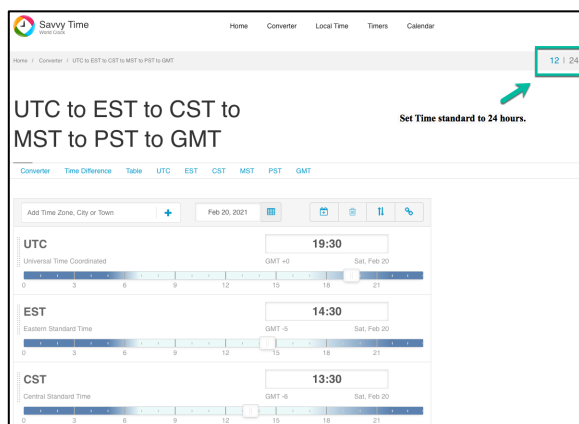 Savvy Time
World Clock
Home Converter Local Time Timers Calendar
Home / Converter / UTC to EST to CST to MST to PST to GMT
12 | 24
UTC to EST to CST to
MST to PST to GMT
Set Time standard to 24 hours.
Converter Time Difference Table UTC EST CST MST PST GMT
Add Time Zone, City or Town
Feb 20, 2021
UTC
19:30
Universal Time Coordinated
GMT +0
Sat, Feb 20
0 3 6 9 12 15 18 21
EST
14:30
Eastern Standard Time
GMT -5
Sat, Feb 20
0 3 6 9 12 15 18 21
CST
13:30
Central Standard Time
GMT -6
Sat, Feb 20
0 3 6 9 12 15 18 21